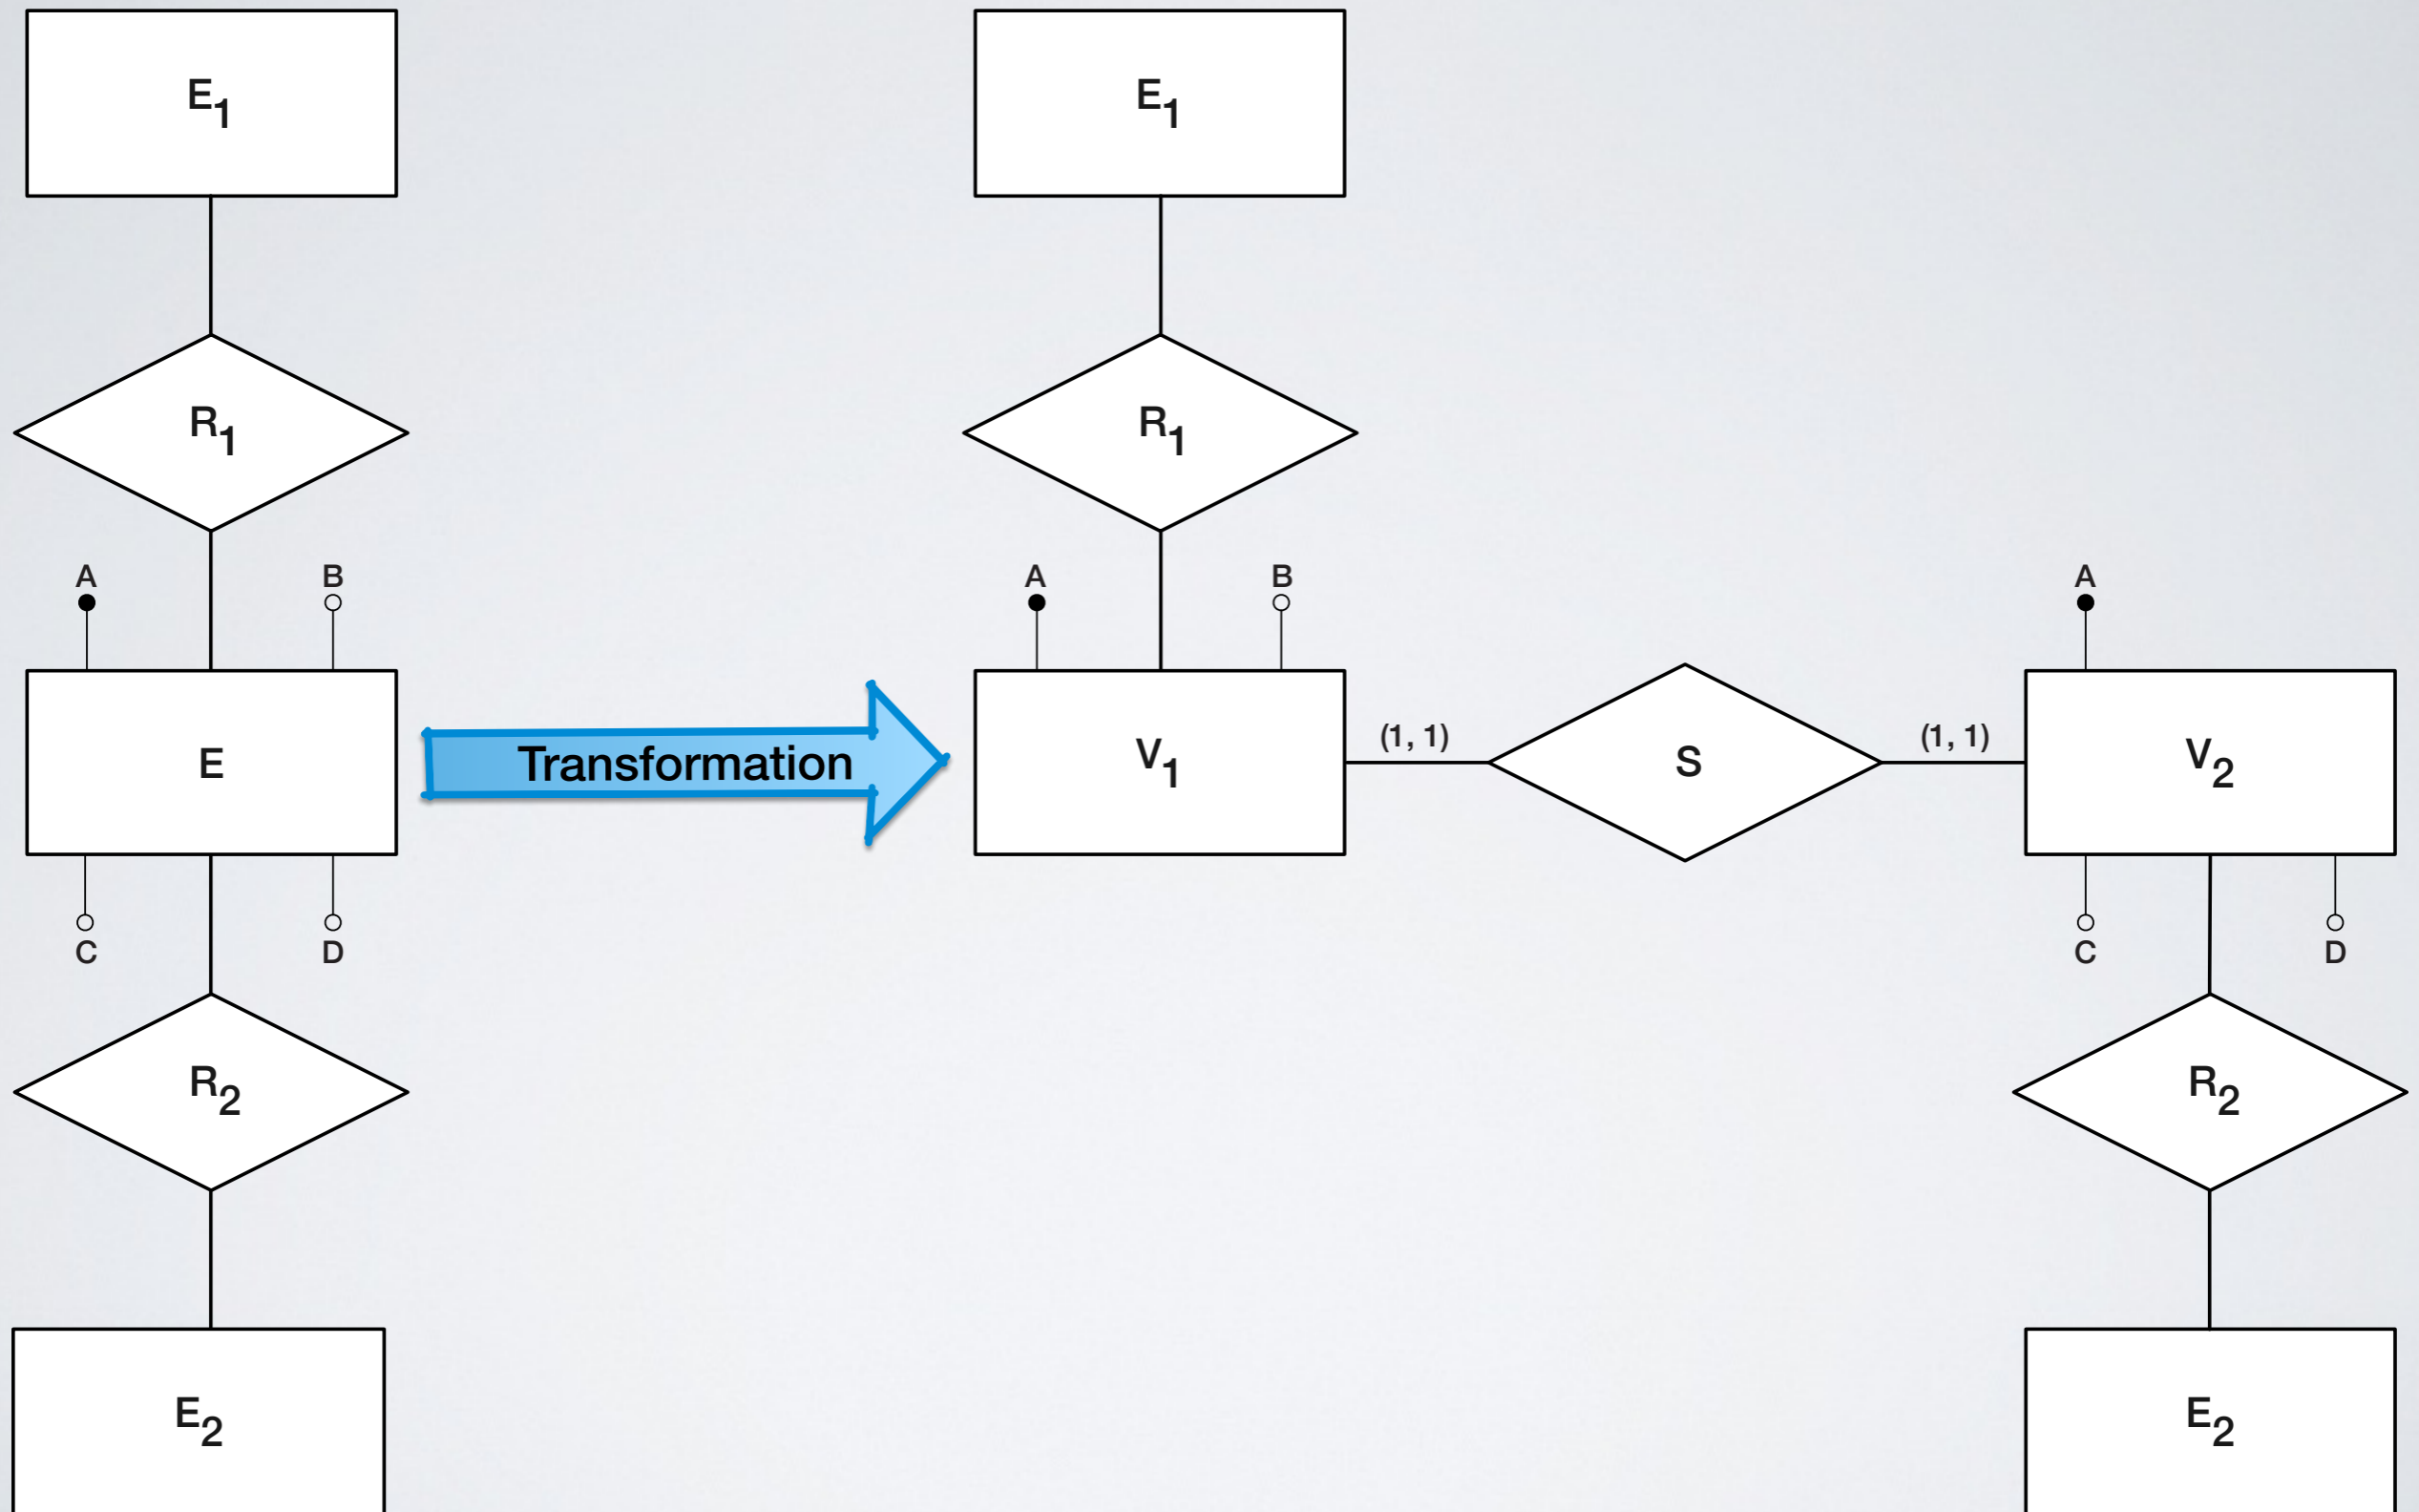 E1
E1
R1
R1
A
B
A
B
A
E
Transformation
V1
(1, 1)
S
(1, 1)
V2
C
D
C
D
R2
R2
E2
E2